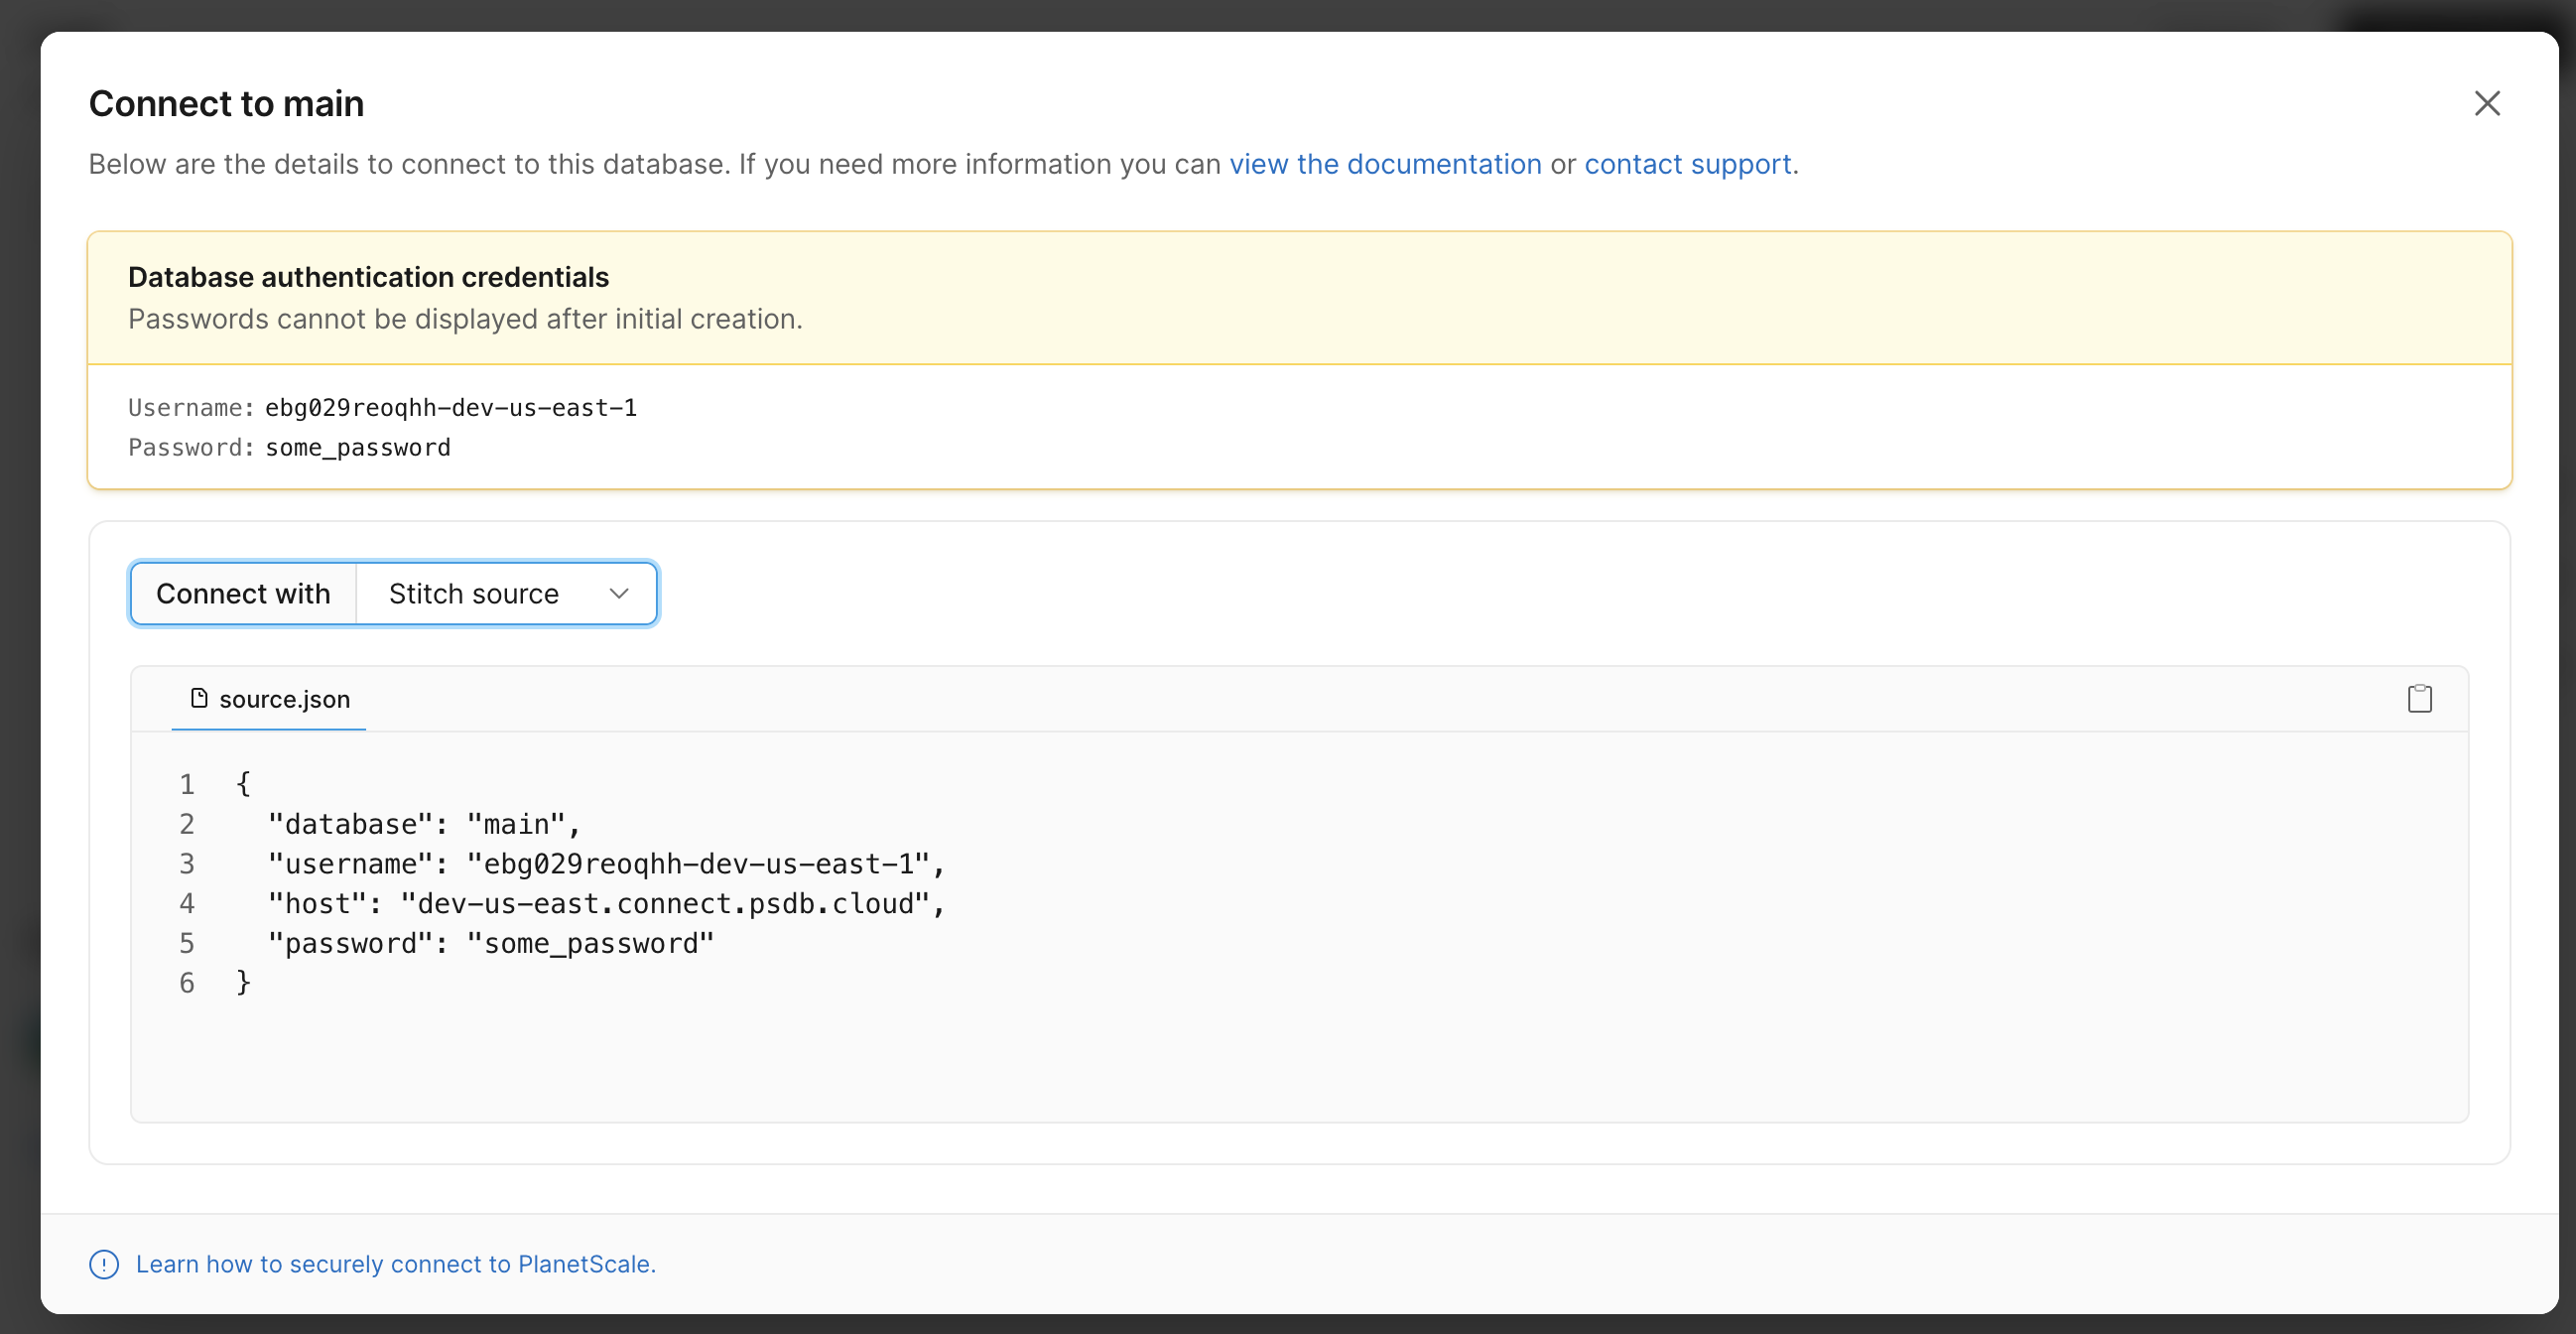 Connect to main
Below are the details to connect to this database. If you need more information you can view the documentation or contact support.
Database authentication credentials
Passwords cannot be displayed after initial creation.
Username: ebg029reoqhh-dev-us-east-1
Password: some_password
Connect with Stitch source
source.json
1 {
2   "database": "main",
3   "username": "ebg029reoqhh-dev-us-east-1",
4   "host": "dev-us-east.connect.psdb.cloud",
5   "password": "some_password"
6 }
Learn how to securely connect to PlanetScale.